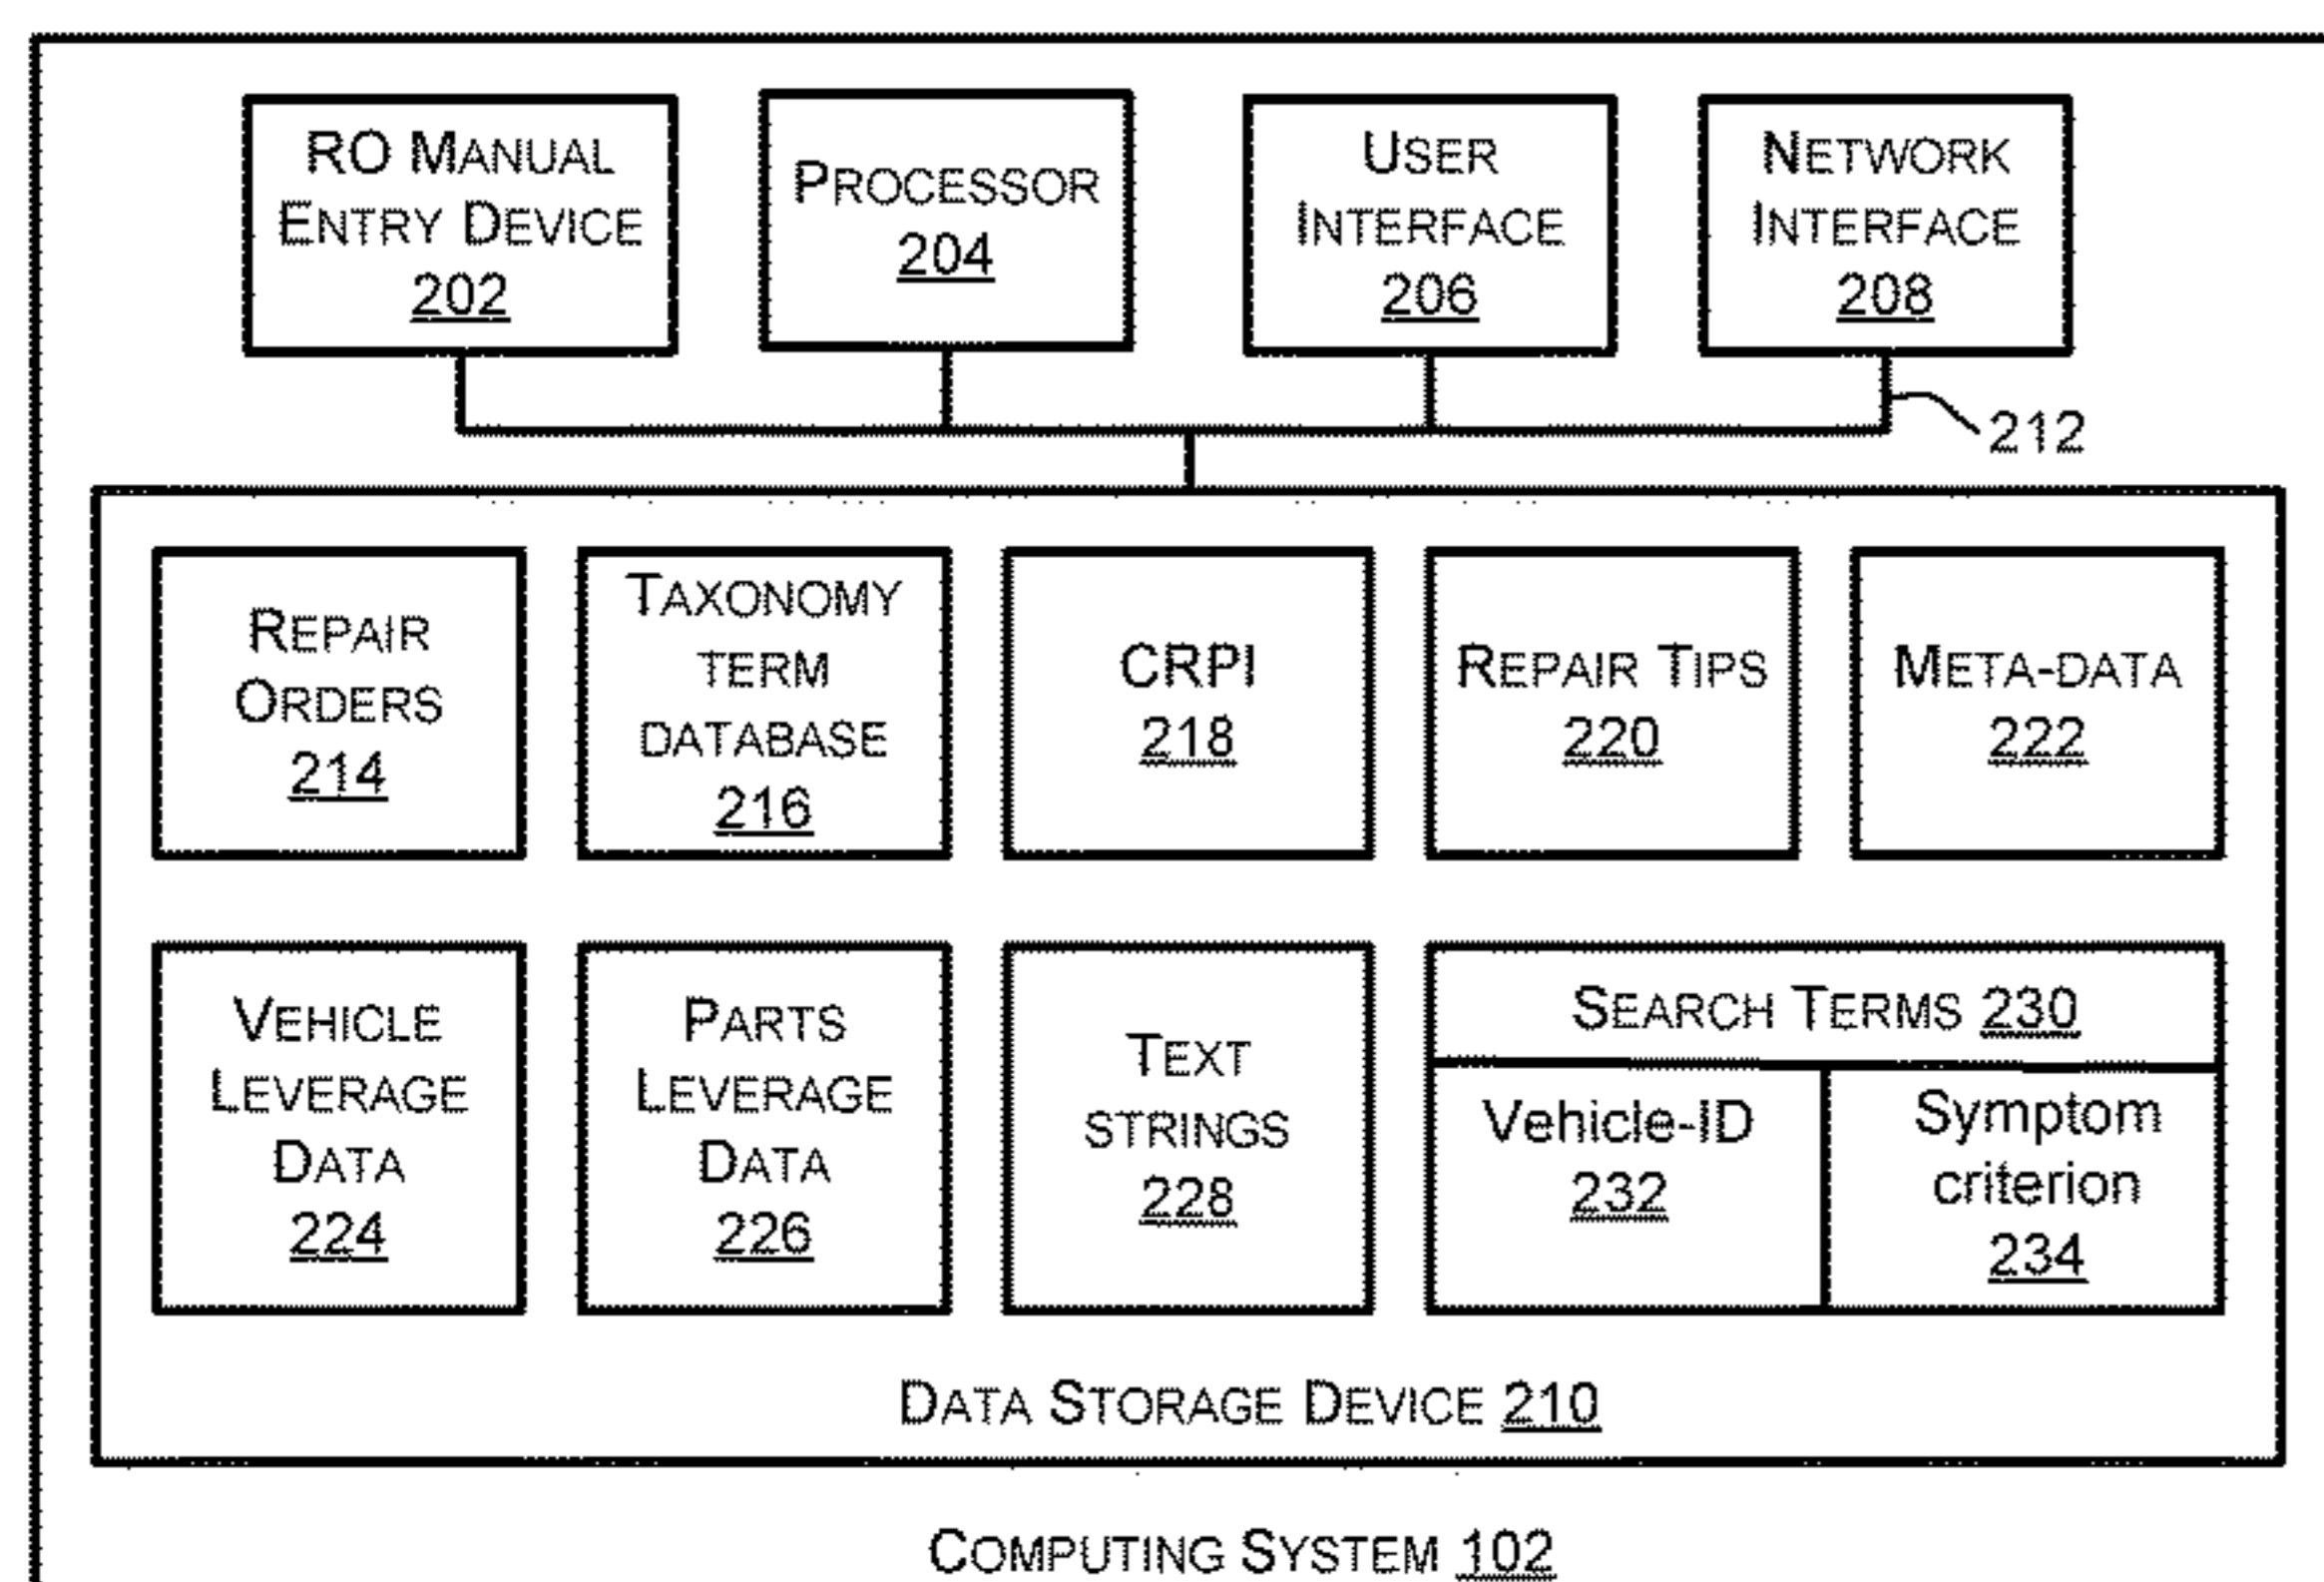 RO MANUAL
ENTRY DEVICE
202
PROCESSOR
204
USER
INTERFACE
206
NETWORK
INTERFACE
208
212
REPAIR
ORDERS
214
TAXONOMY
TERM
DATABASE
216
CRPI
218
REPAIR TIPS
220
META-DATA
222
VEHICLE
LEVERAGE
DATA
224
PARTS
LEVERAGE
DATA
226
TEXT
STRINGS
228
SEARCH TERMS 230
Vehicle-ID
232
Symptom
criterion
234
DATA STORAGE DEVICE 210
COMPUTING SYSTEM 102